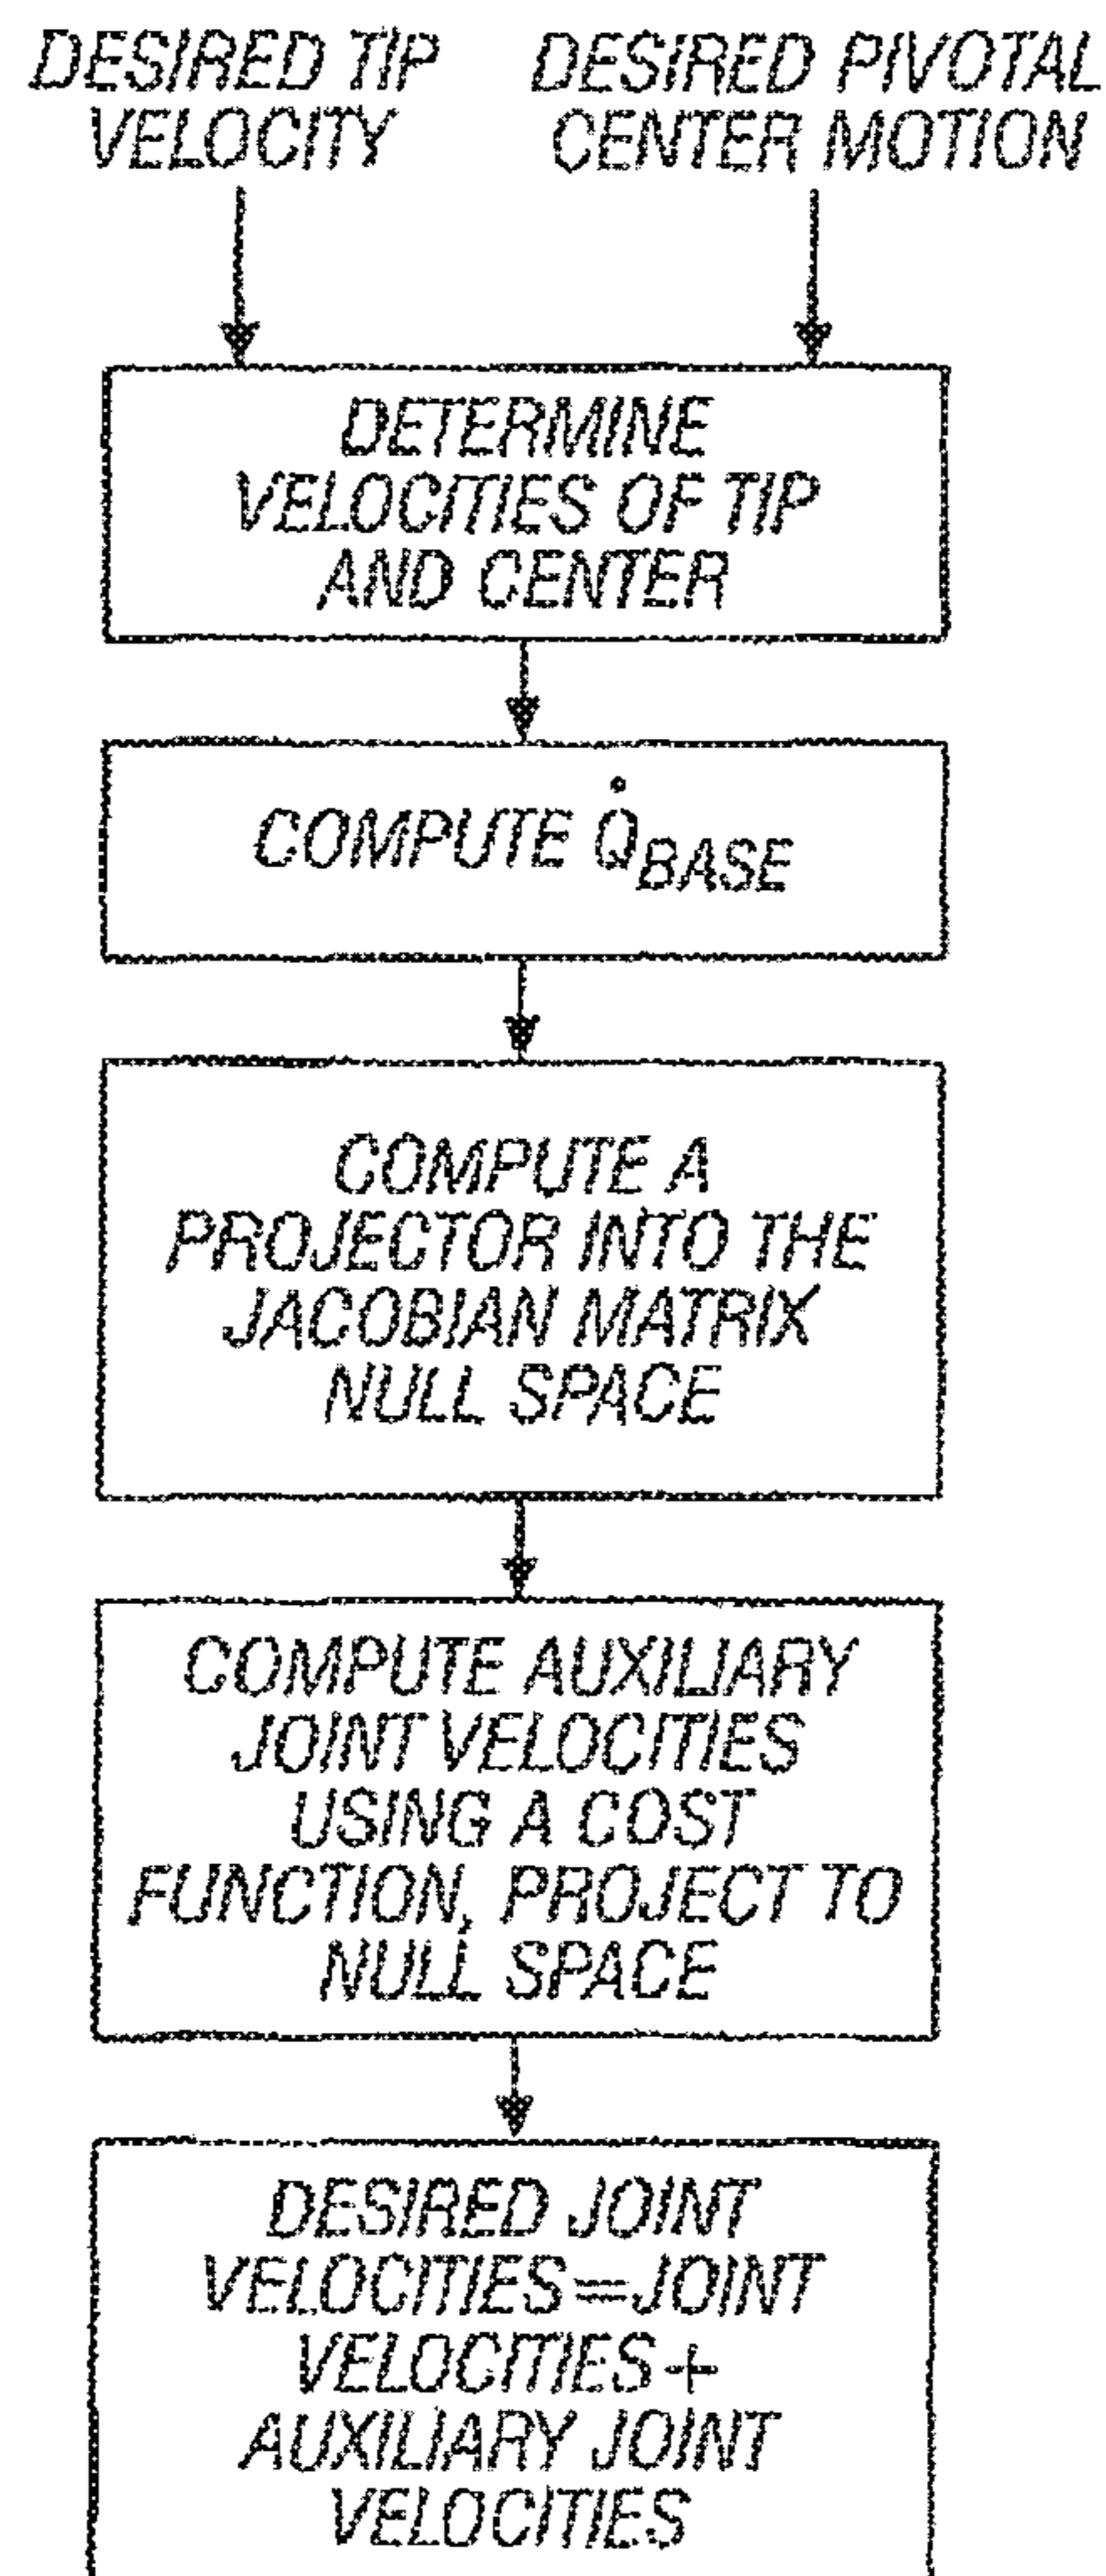 DESIRED TIP
VELOCITY
DESIRED PIVOTAL
CENTER MOTION
DETERMINE
VELOCITIES OF TIP
AND CENTER
COMPUTE Q̇BASE
COMPUTE A
PROJECTOR INTO THE
JACOBIAN MATRIX
NULL SPACE
COMPUTE AUXILIARY
JOINT VELOCITIES
USING A COST
FUNCTION, PROJECT TO
NULL SPACE
DESIRED JOINT
VELOCITIES=JOINT
VELOCITIES+
AUXILIARY JOINT
VELOCITIES